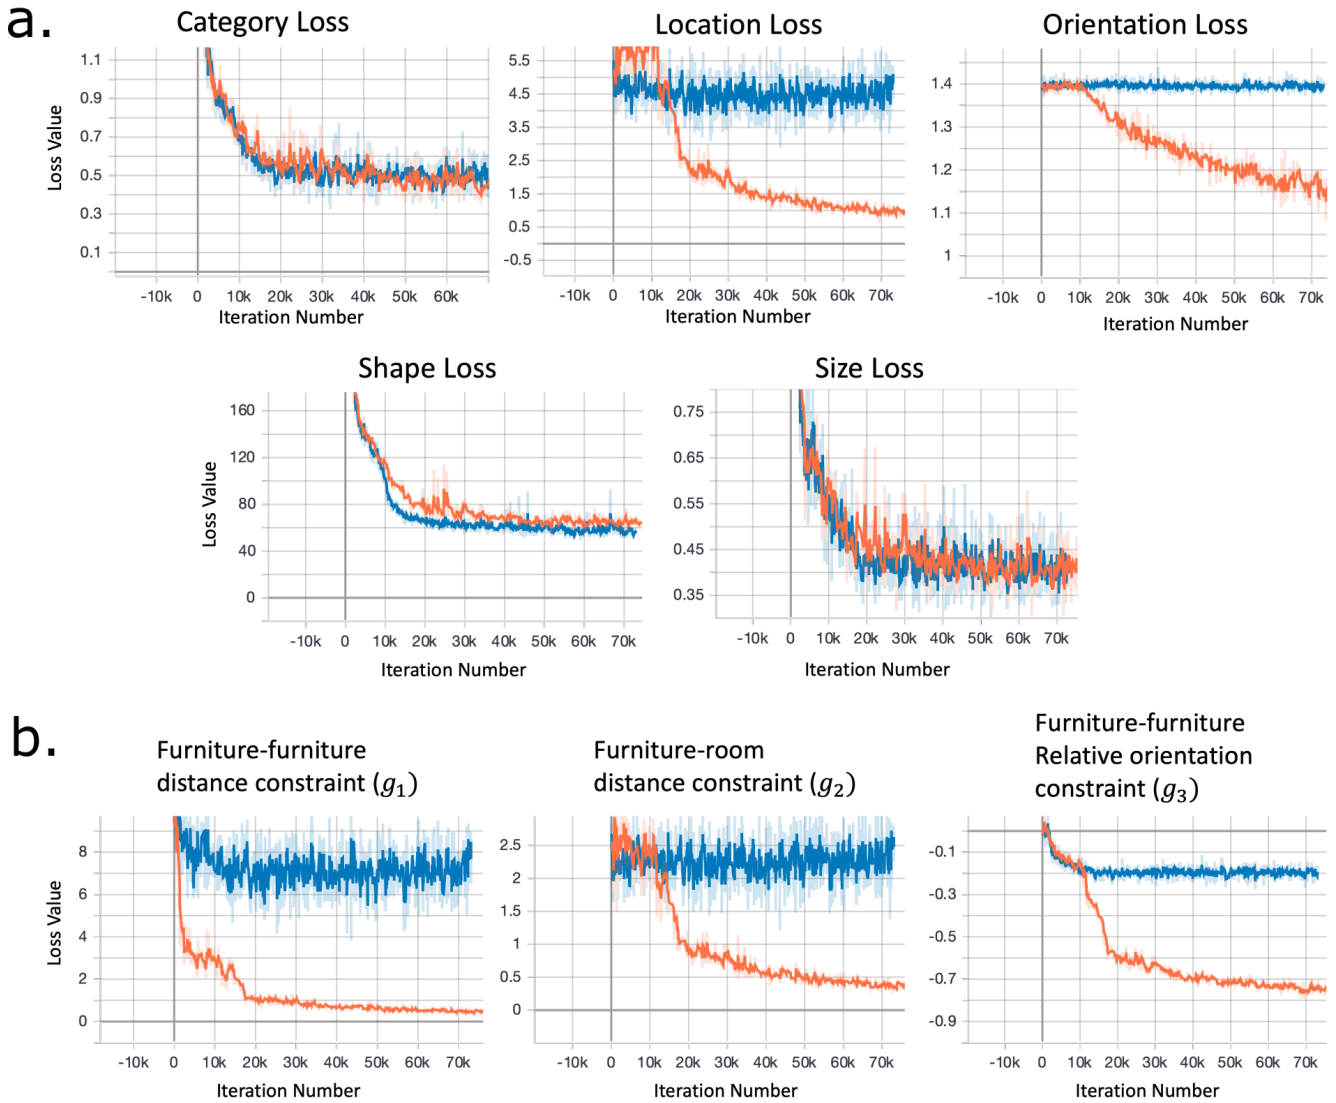 a.
Category Loss
Location Loss
Orientation Loss
Loss Value
1.1
0.9
0.7
0.5
0.3
0.1
-10k 0 10k 20k 30k 40k 50k 60k
Iteration Number
5.5
4.5
3.5
2.5
1.5
0.5
-0.5
-10k 0 10k 20k 30k 40k 50k 60k 70k
Iteration Number
1.4
1.3
1.2
1.1
1
-10k 0 10k 20k 30k 40k 50k 60k 70k
Iteration Number
Shape Loss
Size Loss
Loss Value
160
120
80
40
0
-10k 0 10k 20k 30k 40k 50k 60k 70k
Iteration Number
0.75
0.65
0.55
0.45
0.35
-10k 0 10k 20k 30k 40k 50k 60k 70k
Iteration Number
b.
Furniture-furniture
distance constraint (g₁)
Furniture-room
distance constraint (g₂)
Furniture-furniture
Relative orientation
constraint (g₃)
Loss Value
8
6
4
2
0
-10k 0 10k 20k 30k 40k 50k 60k 70k
Iteration Number
2.5
2
1.5
1
0.5
0
-10k 0 10k 20k 30k 40k 50k 60k 70k
Iteration Number
-0.1
-0.3
-0.5
-0.7
-0.9
-10k 0 10k 20k 30k 40k 50k 60k 70k
Iteration Number